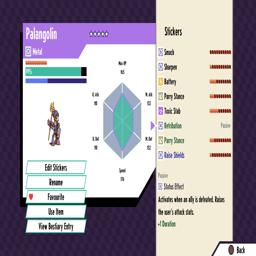 Palangolin
Metal
Max HP
Stickers
Smack
Sharpen
Battery
Parry Stance
Toxic Stab
Retribution
Passive
Parry Stance
Raise Shields
Speed
Edit Stickers
Rename
Favourite
Use Item
View Bestiary Entry
Passive
Status Effect
Activates when an ally is defeated. Raises
the user's attack stats.
+1 Duration
Back